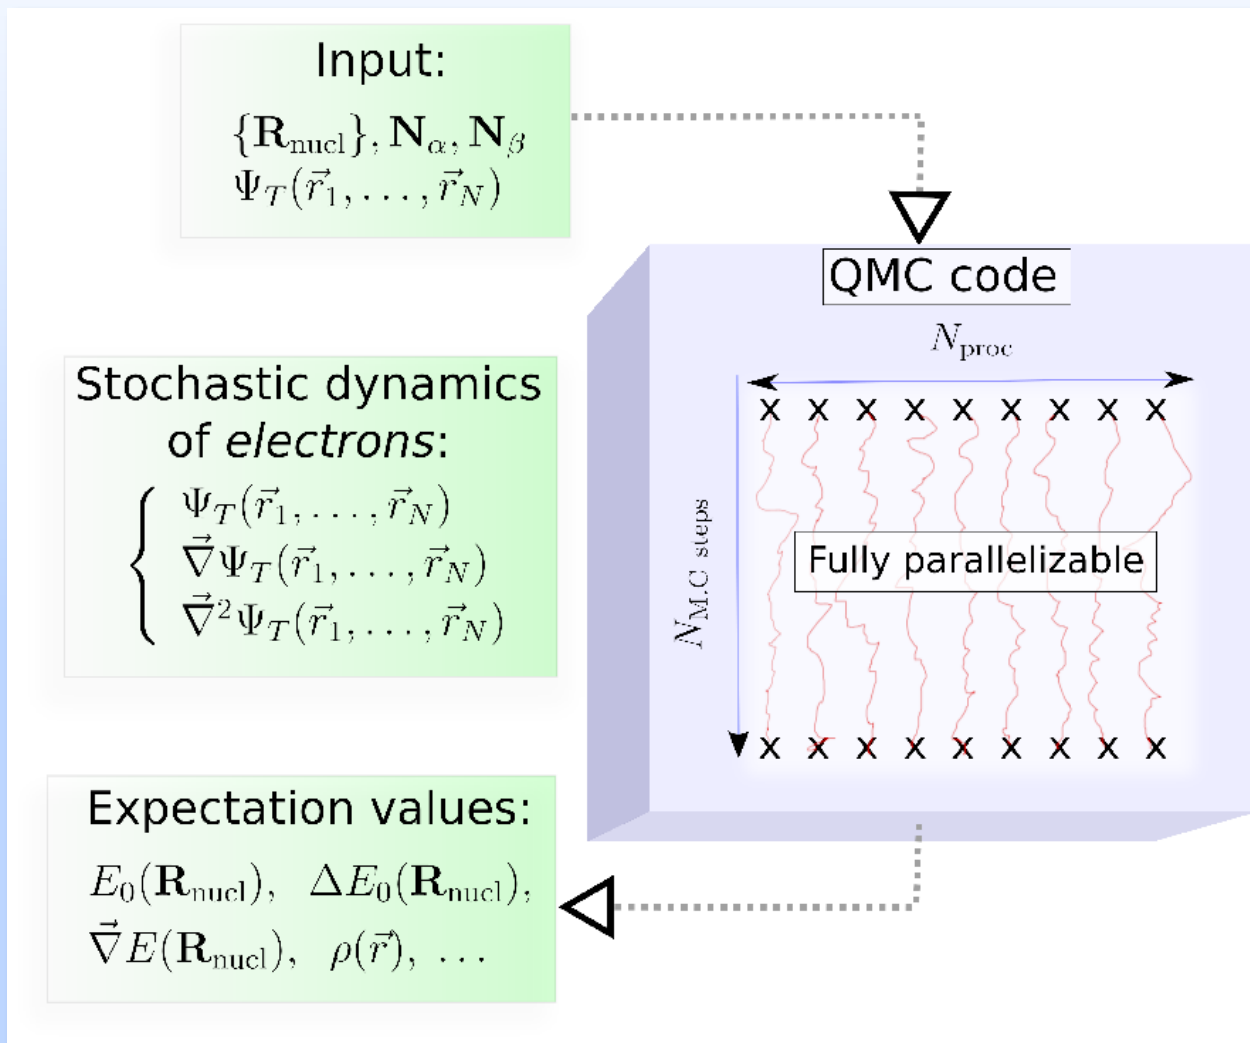 Input:
{R_nucl}, N_α, N_β
Ψ_T(r⃗_1, . . . , r⃗_N)
QMC code
N_proc
x x x x x x x x x
Stochastic dynamics
of electrons:
Ψ_T(r⃗_1, . . . , r⃗_N)
∇⃗Ψ_T(r⃗_1, . . . , r⃗_N)
∇⃗²Ψ_T(r⃗_1, . . . , r⃗_N)
N_M.C steps
Fully parallelizable
x x x x x x x x x
Expectation values:
E_0(R_nucl), ΔE_0(R_nucl),
∇⃗E(R_nucl), ρ(r⃗), . . .